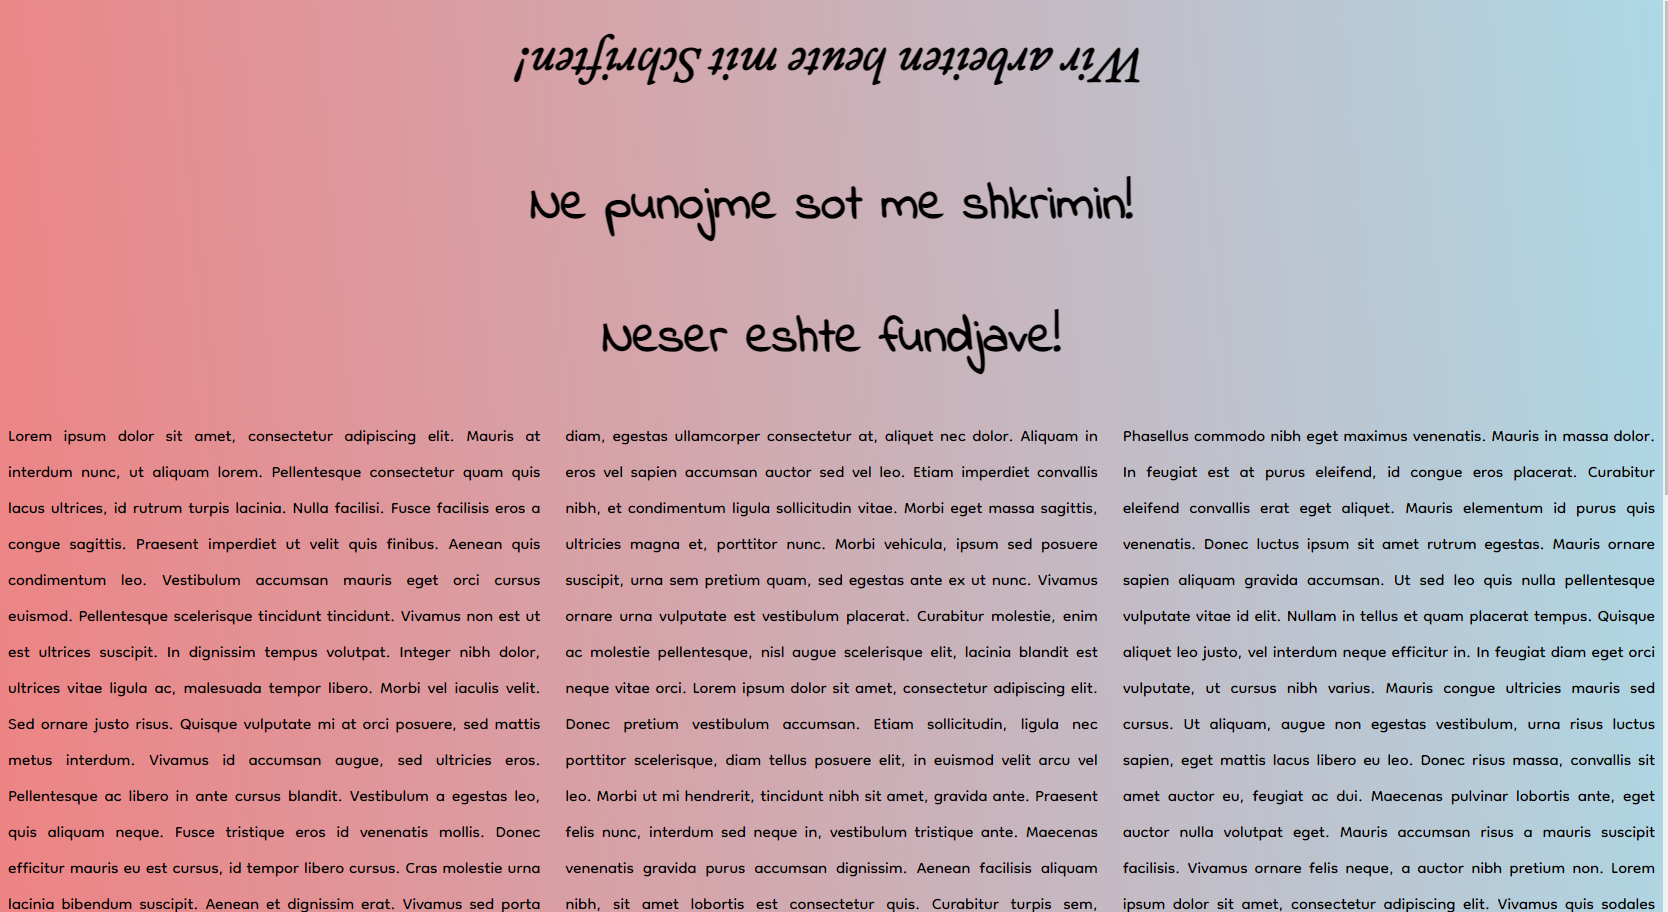 Wir arbeiten heute mit Schriften!
Ne punojme sot me shkrimin!
Neser eshte fundjave!
Lorem ipsum dolor sit amet, consectetur adipiscing elit. Mauris at
interdum nunc, ut aliquam lorem. Pellentesque consectetur quam quis
lacus ultrices, id rutrum turpis lacinia. Nulla facilisi. Fusce facilisis eros a
congue sagittis. Praesent imperdiet ut velit quis finibus. Aenean quis
condimentum leo. Vestibulum accumsan mauris eget orci cursus
euismod. Pellentesque scelerisque tincidunt tincidunt. Vivamus non est ut
est ultrices suscipit. In dignissim tempus volutpat. Integer nibh dolor,
ultrices vitae ligula ac, malesuada tempor libero. Morbi vel iaculis velit.
Sed ornare justo risus. Quisque vulputate mi at orci posuere, sed mattis
metus interdum. Vivamus id accumsan augue, sed ultricies eros.
Pellentesque ac libero in ante cursus blandit. Vestibulum a egestas leo,
quis aliquam neque. Fusce tristique eros id venenatis mollis. Donec
efficitur mauris eu est cursus, id tempor libero cursus. Cras molestie urna
lacinia bibendum suscipit. Aenean et dignissim erat. Vivamus sed porta
diam, egestas ullamcorper consectetur at, aliquet nec dolor. Aliquam in
eros vel sapien accumsan auctor sed vel leo. Etiam imperdiet convallis
nibh, et condimentum ligula sollicitudin vitae. Morbi eget massa sagittis,
ultricies magna et, porttitor nunc. Morbi vehicula, ipsum sed posuere
suscipit, urna sem pretium quam, sed egestas ante ex ut nunc. Vivamus
ornare urna vulputate est vestibulum placerat. Curabitur molestie, enim
ac molestie pellentesque, nisl augue scelerisque elit, lacinia blandit est
neque vitae orci. Lorem ipsum dolor sit amet, consectetur adipiscing elit.
Donec pretium vestibulum accumsan. Etiam sollicitudin, ligula nec
porttitor scelerisque, diam tellus posuere elit, in euismod velit arcu vel
leo. Morbi ut mi hendrerit, tincidunt nibh sit amet, gravida ante. Praesent
felis nunc, interdum sed neque in, vestibulum tristique ante. Maecenas
venenatis gravida purus accumsan dignissim. Aenean facilisis aliquam
nibh, sit amet lobortis est consectetur quis. Curabitur turpis sem,
Phasellus commodo nibh eget maximus venenatis. Mauris in massa dolor.
In feugiat est at purus eleifend, id congue eros placerat. Curabitur
eleifend convallis erat eget aliquet. Mauris elementum id purus quis
venenatis. Donec luctus ipsum sit amet rutrum egestas. Mauris ornare
sapien aliquam gravida accumsan. Ut sed leo quis nulla pellentesque
vulputate vitae id elit. Nullam in tellus et quam placerat tempus. Quisque
aliquet leo justo, vel interdum neque efficitur in. In feugiat diam eget orci
vulputate, ut cursus nibh varius. Mauris congue ultricies mauris sed
cursus. Ut aliquam, augue non egestas vestibulum, urna risus luctus
sapien, eget mattis lacus libero eu leo. Donec risus massa, convallis sit
amet auctor eu, feugiat ac dui. Maecenas pulvinar lobortis ante, eget
auctor nulla volutpat eget. Mauris accumsan risus a mauris suscipit
facilisis. Vivamus ornare felis neque, a auctor nibh pretium non. Lorem
ipsum dolor sit amet, consectetur adipiscing elit. Vivamus quis sodales